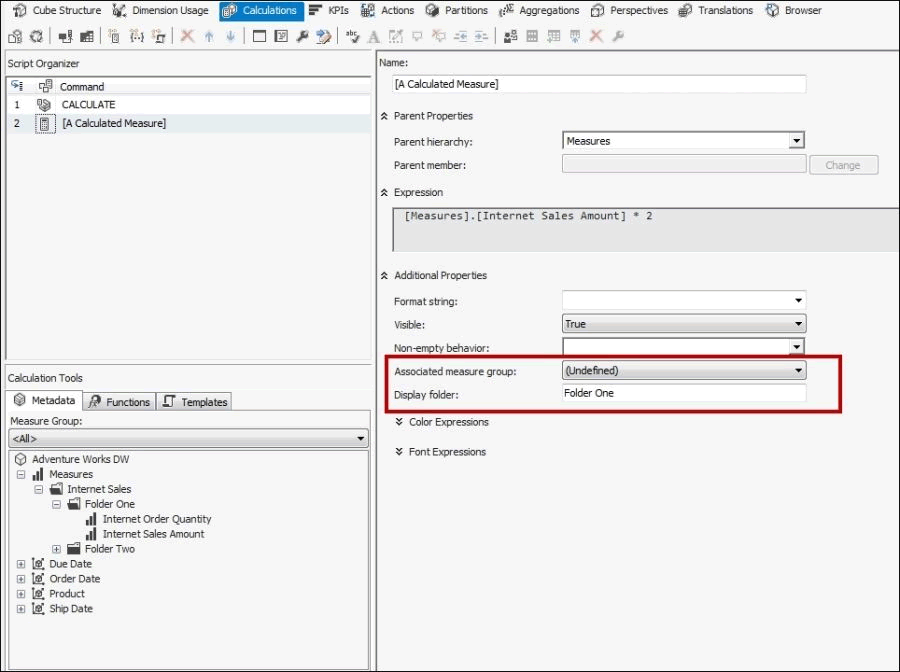 Cube Structure Dimension Usage Calculations KPIs Actions Partitions Aggregations Perspectives Translations Browser
Script Organizer
Command
1 CALCULATE
2 [A Calculated Measure]
Name:
[A Calculated Measure]
Parent Properties
Parent hierarchy: Measures
Parent member: Change
Expression
[Measures].[Internet Sales Amount] * 2
Additional Properties
Format string:
Visible: True
Non-empty behavior:
Associated measure group: (Undefined)
Display folder: Folder One
Color Expressions
Font Expressions
Calculation Tools
Metadata Functions Templates
Measure Group:
<All>
Adventure Works DW
Measures
Internet Sales
Folder One
Internet Order Quantity
Internet Sales Amount
Folder Two
Due Date
Order Date
Product
Ship Date